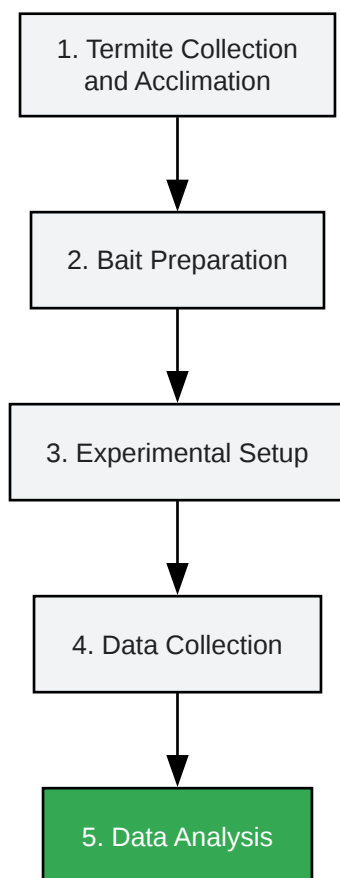 1. Termite Collection
and Acclimation
2. Bait Preparation
3. Experimental Setup
4. Data Collection
5. Data Analysis